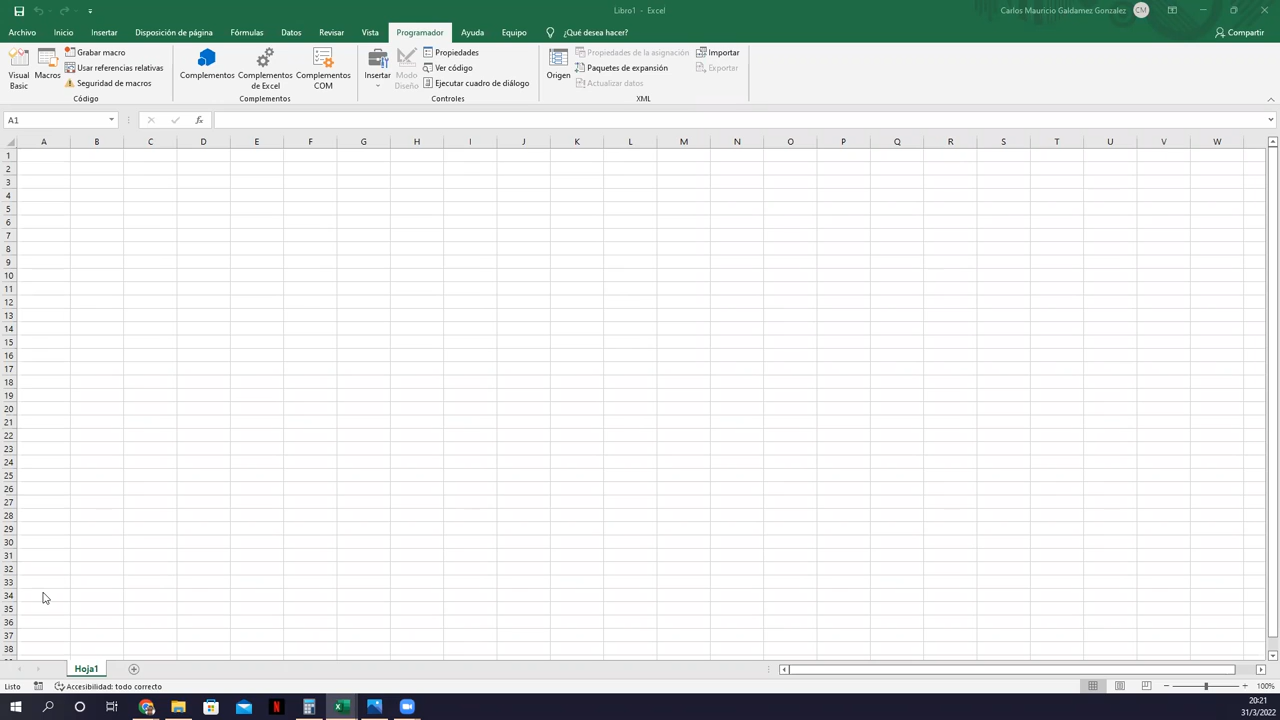 Libro1 - Excel
Carlos Mauricio Galdamez Gonzalez CM
Archivo Inicio Insertar Disposición de página Fórmulas Datos Revisar Vista Programador Ayuda Equipo ¿Qué desea hacer? Compartir
Visual Basic
Macros
Grabar macro
Usar referencias relativas
Seguridad de macros
Código
Complementos
Complementos de Excel
Complementos COM
Complementos
Insertar
Modo Diseño
Propiedades
Ver código
Ejecutar cuadro de diálogo
Controles
Origen
Propiedades de la asignación
Paquetes de expansión
Actualizar datos
Importar
Exportar
XML
A1 fx
A B C D E F G H I J K L M N O P Q R S T U V W
1
2
3
4
5
6
7
8
9
10
11
12
13
14
15
16
17
18
19
20
21
22
23
24
25
26
27
28
29
30
31
32
33
34
35
36
37
38
Hoja1
Listo Accesibilidad: todo correcto 100%
20:21
31/3/2022